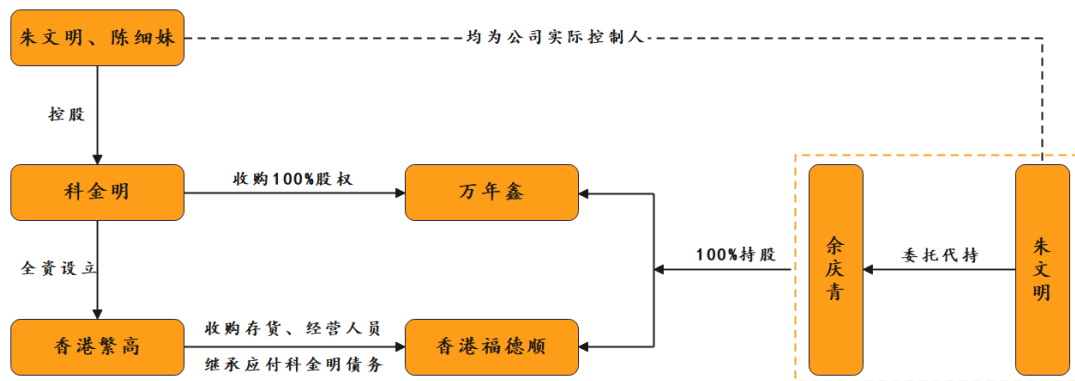 朱文明、陈细妹
均为公司实际控制人
控股
科金明
收购100%股权
万年鑫
余庆青
委托代持
朱文明
100%持股
全資设立
香港繁高
收购存货、经营人员
继承应付科金明债务
香港福德顺